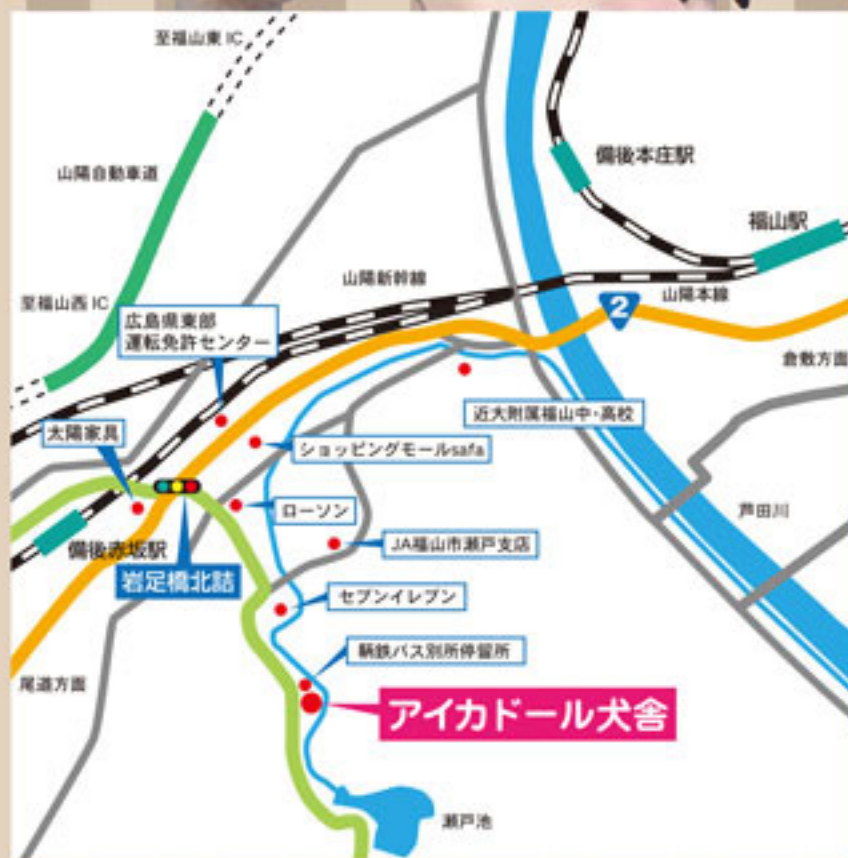 至福山東IC
山陽自動車道
備後本庄駅
福山駅
山陽新幹線
山陽本線
至福山西IC
2
広島県東部
運転免許センター
倉敷方面
近大附属福山中・高校
太陽家具
ショッピングモールsafa
ローソン
芦田川
JA福山市瀬戸支店
備後赤坂駅
岩足橋北詰
セブンイレブン
鞆鉄バス別所停留所
尾道方面
アイカドール犬舎
瀬戸池